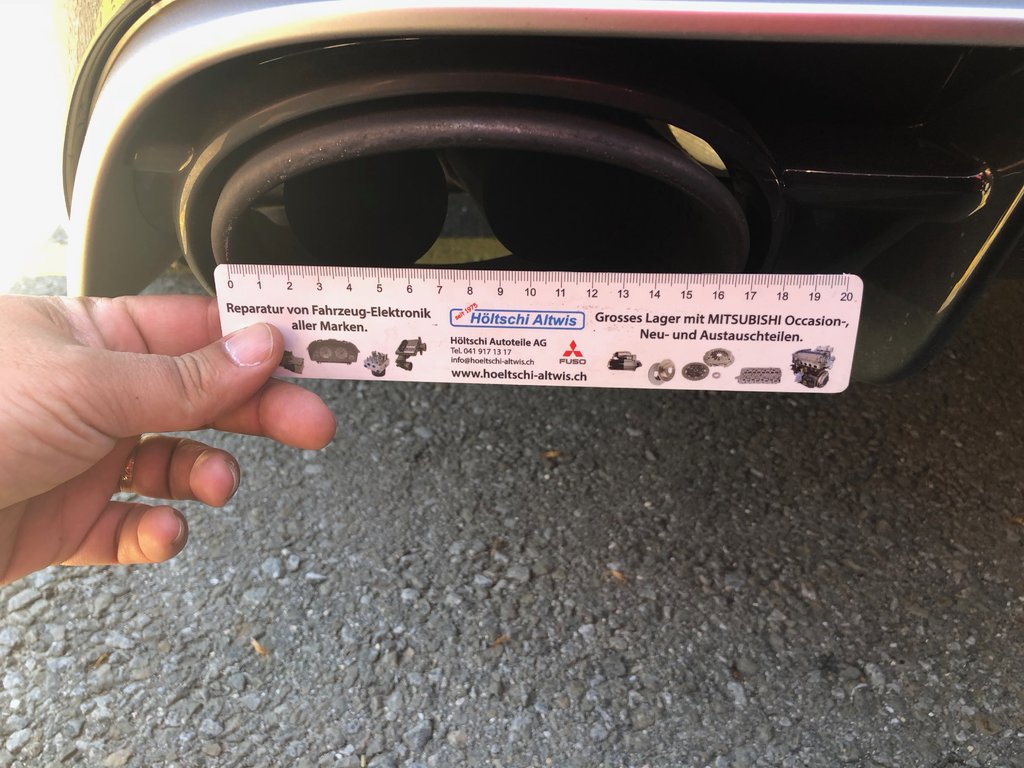 0 1 2 3 4 5 6 7 8 9 10 11 12 13 14 15 16 17 18 19 20
Reparatur von Fahrzeug-Elektronik
aller Marken.
seit 1975
Höltschi Altwis
Höltschi Autoteile AG
Tel. 041 917 13 17
info@hoeltschi-altwis.ch
www.hoeltschi-altwis.ch
FUSO
Grosses Lager mit MITSUBISHI Occasion-,
Neu- und Austauschteilen.